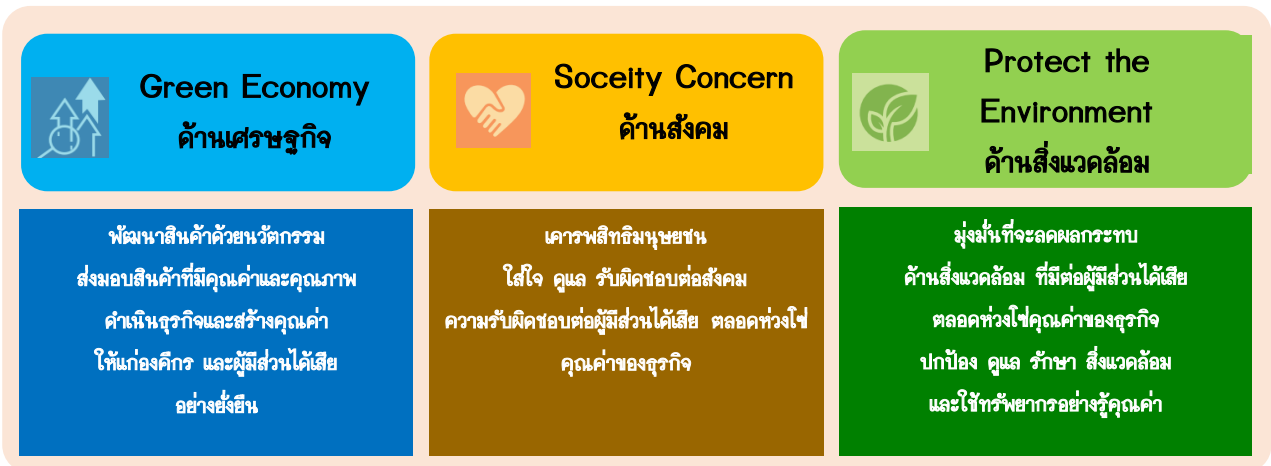 Green Economy
ด้านเศรษฐกิจ
พัฒนาสินค้าด้วยนวัตกรรม
ส่งมอบสินค้าที่มีคุณค่าและคุณภาพ
ดำเนินธุรกิจและสร้างคุณค่า
ให้แก่องค์กร และผู้มีส่วนได้เสีย
อย่างยั่งยืน
Soceity Concern
ด้านสังคม
เคารพสิทธิมนุษยชน
ใส่ใจ ดูแล รับผิดชอบต่อสังคม
ความรับผิดชอบต่อผู้มีส่วนได้เสีย ตลอดห่วงโซ่
คุณค่าของธุรกิจ
Protect the
Environment
ด้านสิ่งแวดล้อม
มุ่งมั่นที่จะลดผลกระทบ
ด้านสิ่งแวดล้อม ที่มีต่อผู้มีส่วนได้เสีย
ตลอดห่วงโซ่คุณค่าของธุรกิจ
ปกป้อง ดูแล รักษา สิ่งแวดล้อม
และใช้ทรัพยากรอย่างรู้คุณค่า